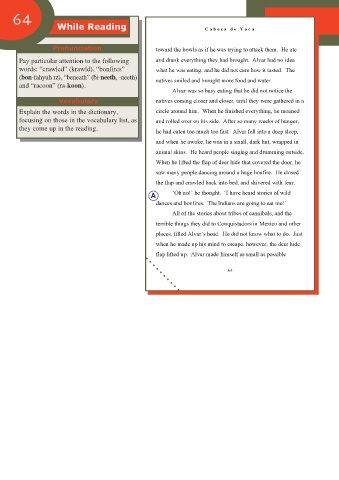 64
While Reading
Pronunciation
Pay particular attention to the following
words: "crawled" (krawld), "bonfires"
(bon-fahyuh rz), "beneath" (bi-neeth, -neeth)
and "racoon" (ra-koon).
Vocabulary
Explain the words in the dictionary,
focusing on those in the vocabulary list, as
they come up in the reading.
Cabeza de Vaca
toward the bowls as if he was trying to attack them. He ate
and drank everything they had brought. Alvar had no idea
what he was eating, and he did not care how it tasted. The
natives smiled and brought more food and water.
Alvar was so busy eating that he did not notice the
natives coming closer and closer, until they were gathered in a
circle around him. When he finished everything, he moaned
and rolled over on his side. After so many weeks of hunger,
he had eaten too much too fast. Alvar fell into a deep sleep,
and when he awoke, he was in a small, dark hut, wrapped in
animal skins. He heard people singing and drumming outside.
When he lifted the flap of deer hide that covered the door, he
saw many people dancing around a huge bonfire. He closed
the flap and crawled back into bed, and shivered with fear.
A
"Oh no!" he thought. "I have heard stories of wild
dances and bonfires. The Indians are going to eat me!"
All of the stories about tribes of cannibals, and the
terrible things they did to Conquistadors in Mexico and other
places, filled Alvar's head. He did not know what to do. Just
when he made up his mind to escape, however, the deer hide
flap lifted up. Alvar made himself as small as possible
64